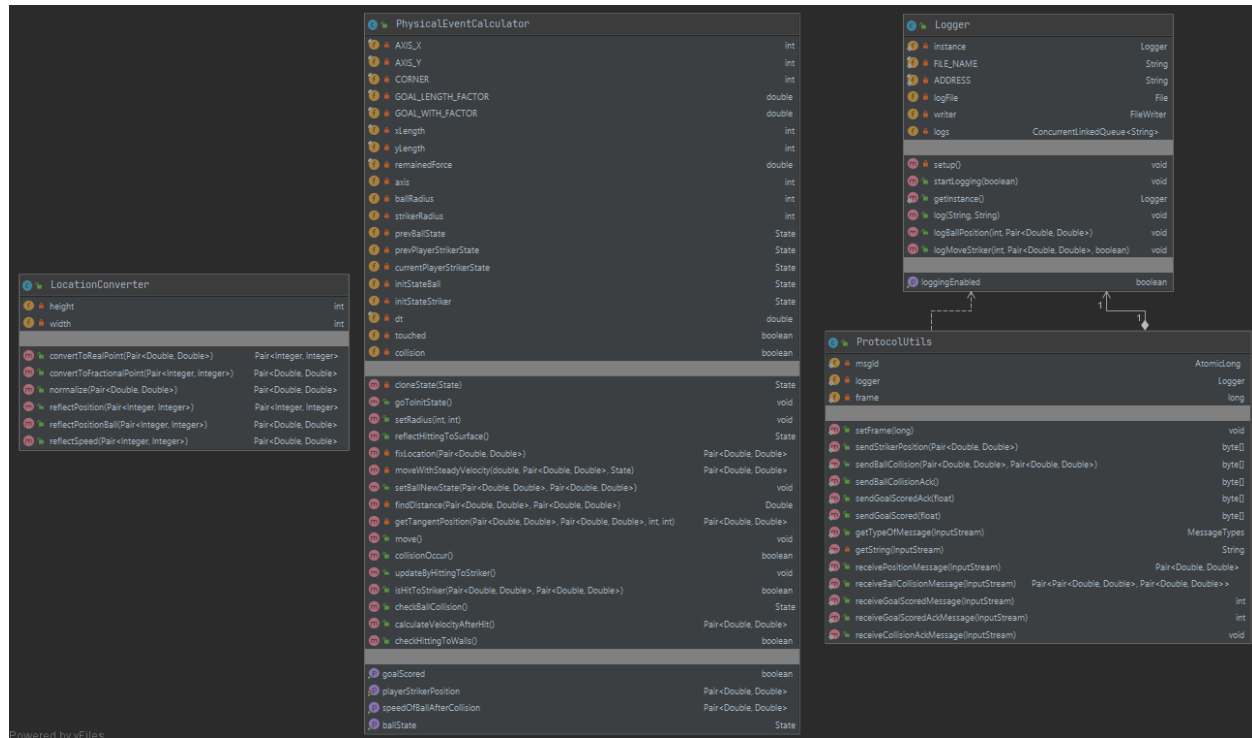 PhysicalEventCalculator
AXIS_X int
AXIS_Y int
CORNER int
GOAL_LENGTH_FACTOR double
GOAL_WITH_FACTOR double
xLength int
yLength int
remainedForce double
axis int
ballRadius int
strikerRadius int
prevBallState State
prevPlayerStrikerState State
currentPlayerStrikerState State
initStateBall State
initStateStriker State
dt double
touched boolean
collision boolean
cloneState(State) State
goToInitState() void
setRadius(int, int) void
reflectHittingToSurface() State
fixLocation(Pair<Double, Double>) Pair<Double, Double>
moveWithSteadyVelocity(double, Pair<Double, Double>, State) Pair<Double, Double>
setBallNewState(Pair<Double, Double>, Pair<Double, Double>) void
findDistance(Pair<Double, Double>, Pair<Double, Double>) Double
getTangentPosition(Pair<Double, Double>, Pair<Double, Double>, int, int) Pair<Double, Double>
move() void
collisionOccur() boolean
updateByHittingToStriker() void
isHitToStriker(Pair<Double, Double>, Pair<Double, Double>) boolean
checkBallCollision() State
calculateVelocityAfterHit() Pair<Double, Double>
checkHittingToWalls() boolean
goalScored boolean
playerStrikerPosition Pair<Double, Double>
speedOfBallAfterCollision Pair<Double, Double>
ballState State
Logger
instance Logger
FILE_NAME String
ADDRESS String
logFile File
writer FileWriter
logs ConcurrentLinkedQueue<String>
setup() void
startLogging(boolean) void
getInstance() Logger
log(String, String) void
logBallPosition(int, Pair<Double, Double>) void
logMoveStriker(int, Pair<Double, Double>, boolean) void
loggingEnabled boolean
1
1
LocationConverter
height int
width int
convertToRealPoint(Pair<Double, Double>) Pair<Integer, Integer>
convertToFractionalPoint(Pair<Integer, Integer>) Pair<Double, Double>
normalize(Pair<Double, Double>) Pair<Double, Double>
reflectPosition(Pair<Integer, Integer>) Pair<Integer, Integer>
reflectPositionBall(Pair<Integer, Integer>) Pair<Double, Double>
reflectSpeed(Pair<Integer, Integer>) Pair<Double, Double>
ProtocolUtils
msgId AtomicLong
logger Logger
frame long
setFrame(long) void
sendStrikerPosition(Pair<Double, Double>) byte[]
sendBallCollision(Pair<Double, Double>, Pair<Double, Double>) byte[]
sendBallCollisionAck() byte[]
sendGoalScoredAck(float) byte[]
sendGoalScored(float) byte[]
getTypeOfMessage(InputStream) MessageTypes
getString(InputStream) String
receivePositionMessage(InputStream) Pair<Double, Double>
receiveBallCollisionMessage(InputStream) Pair<Pair<Double, Double>, Pair<Double, Double>>
receiveGoalScoredMessage(InputStream) int
receiveGoalScoredAckMessage(InputStream) int
receiveCollisionAckMessage(InputStream) void
Powered by yFiles